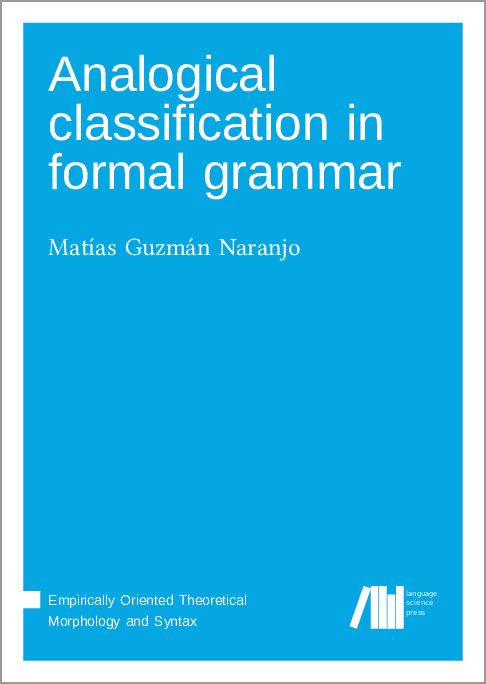 Analogical
classification in
formal grammar
Matías Guzmán Naranjo
Empirically Oriented Theoretical
Morphology and Syntax
language
science
press